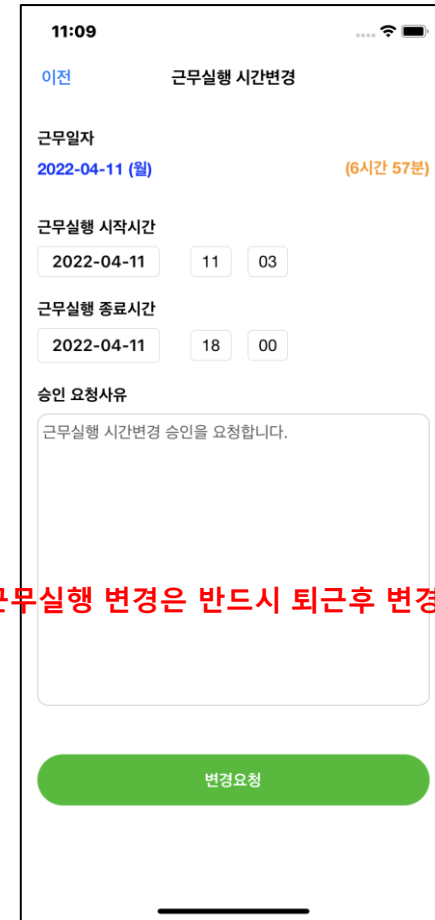 11:09
이전 근무실행 시간변경
근무일자
2022-04-11 (월) (6시간 57분)
근무실행 시작시간
2022-04-11 11 03
근무실행 종료시간
2022-04-11 18 00
승인 요청사유
근무실행 시간변경 승인을 요청합니다.
근무실행 변경은 반드시 퇴근후 변경
변경요청